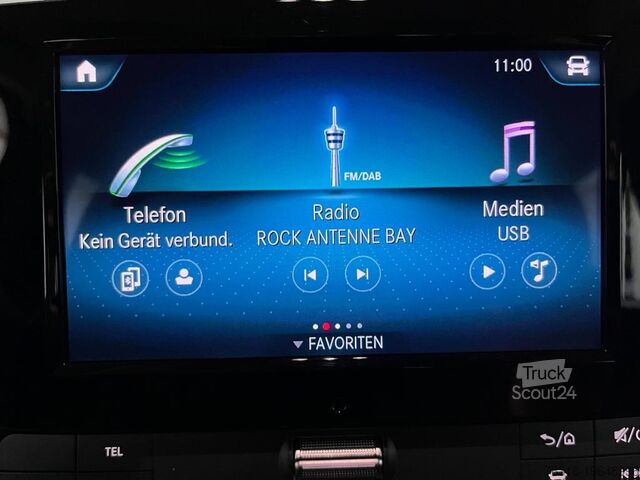 11:00
FM/DAB
Telefon
Kein Gerät verbund.
Radio
ROCK ANTENNE BAY
Medien
USB
FAVORITEN
Truck
Scout24
TEL